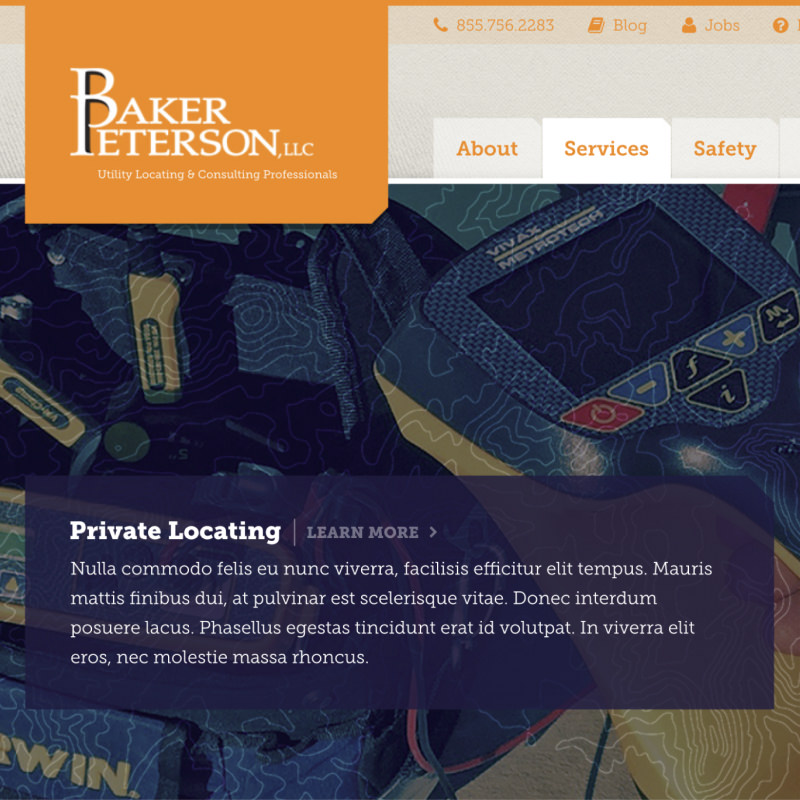 855.756.2283
Blog
Jobs
BAKER
PETERSON, LLC
Utility Locating & Consulting Professionals
About
Services
Safety
VIVAX
METROTECH
Private Locating | LEARN MORE >
Nulla commodo felis eu nunc viverra, facilisis efficitur elit tempus. Mauris
mattis finibus dui, at pulvinar est scelerisque vitae. Donec interdum
posuere lacus. Phasellus egestas tincidunt erat id volutpat. In viverra elit
eros, nec molestie massa rhoncus.
RWIN.